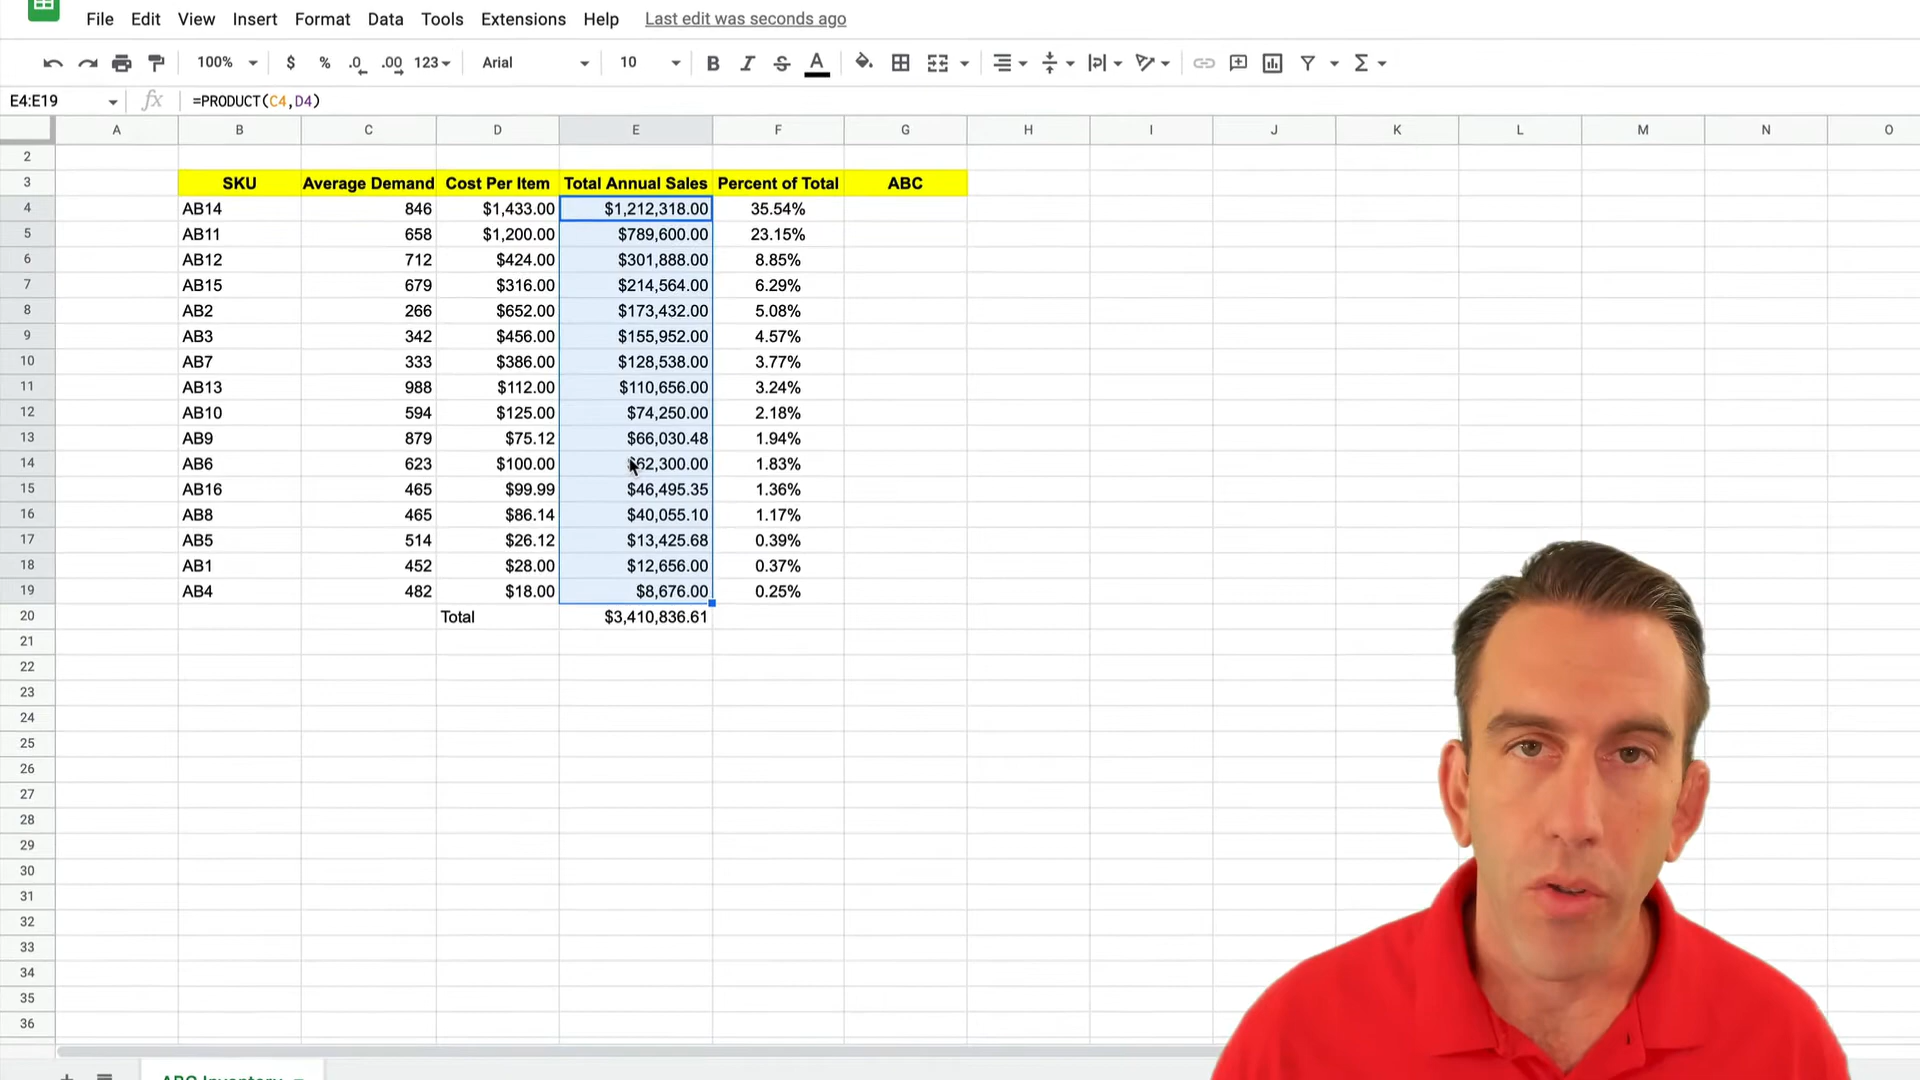 File Edit View Insert Format Data Tools Extensions Help Last edit was seconds ago
100% $ % .0 .00 123 Arial 10 B I S A
E4:E19 fx =PRODUCT(C4,D4)
A B C D E F G H I J K L M N O
2
3 SKU Average Demand Cost Per Item Total Annual Sales Percent of Total ABC
4 AB14 846 $1,433.00 $1,212,318.00 35.54%
5 AB11 658 $1,200.00 $789,600.00 23.15%
6 AB12 712 $424.00 $301,888.00 8.85%
7 AB15 679 $316.00 $214,564.00 6.29%
8 AB2 266 $652.00 $173,432.00 5.08%
9 AB3 342 $456.00 $155,952.00 4.57%
10 AB7 333 $386.00 $128,538.00 3.77%
11 AB13 988 $112.00 $110,656.00 3.24%
12 AB10 594 $125.00 $74,250.00 2.18%
13 AB9 879 $75.12 $66,030.48 1.94%
14 AB6 623 $100.00 $62,300.00 1.83%
15 AB16 465 $99.99 $46,495.35 1.36%
16 AB8 465 $86.14 $40,055.10 1.17%
17 AB5 514 $26.12 $13,425.68 0.39%
18 AB1 452 $28.00 $12,656.00 0.37%
19 AB4 482 $18.00 $8,676.00 0.25%
20 Total $3,410,836.61
21
22
23
24
25
26
27
28
29
30
31
32
33
34
35
36
ABC Inventory